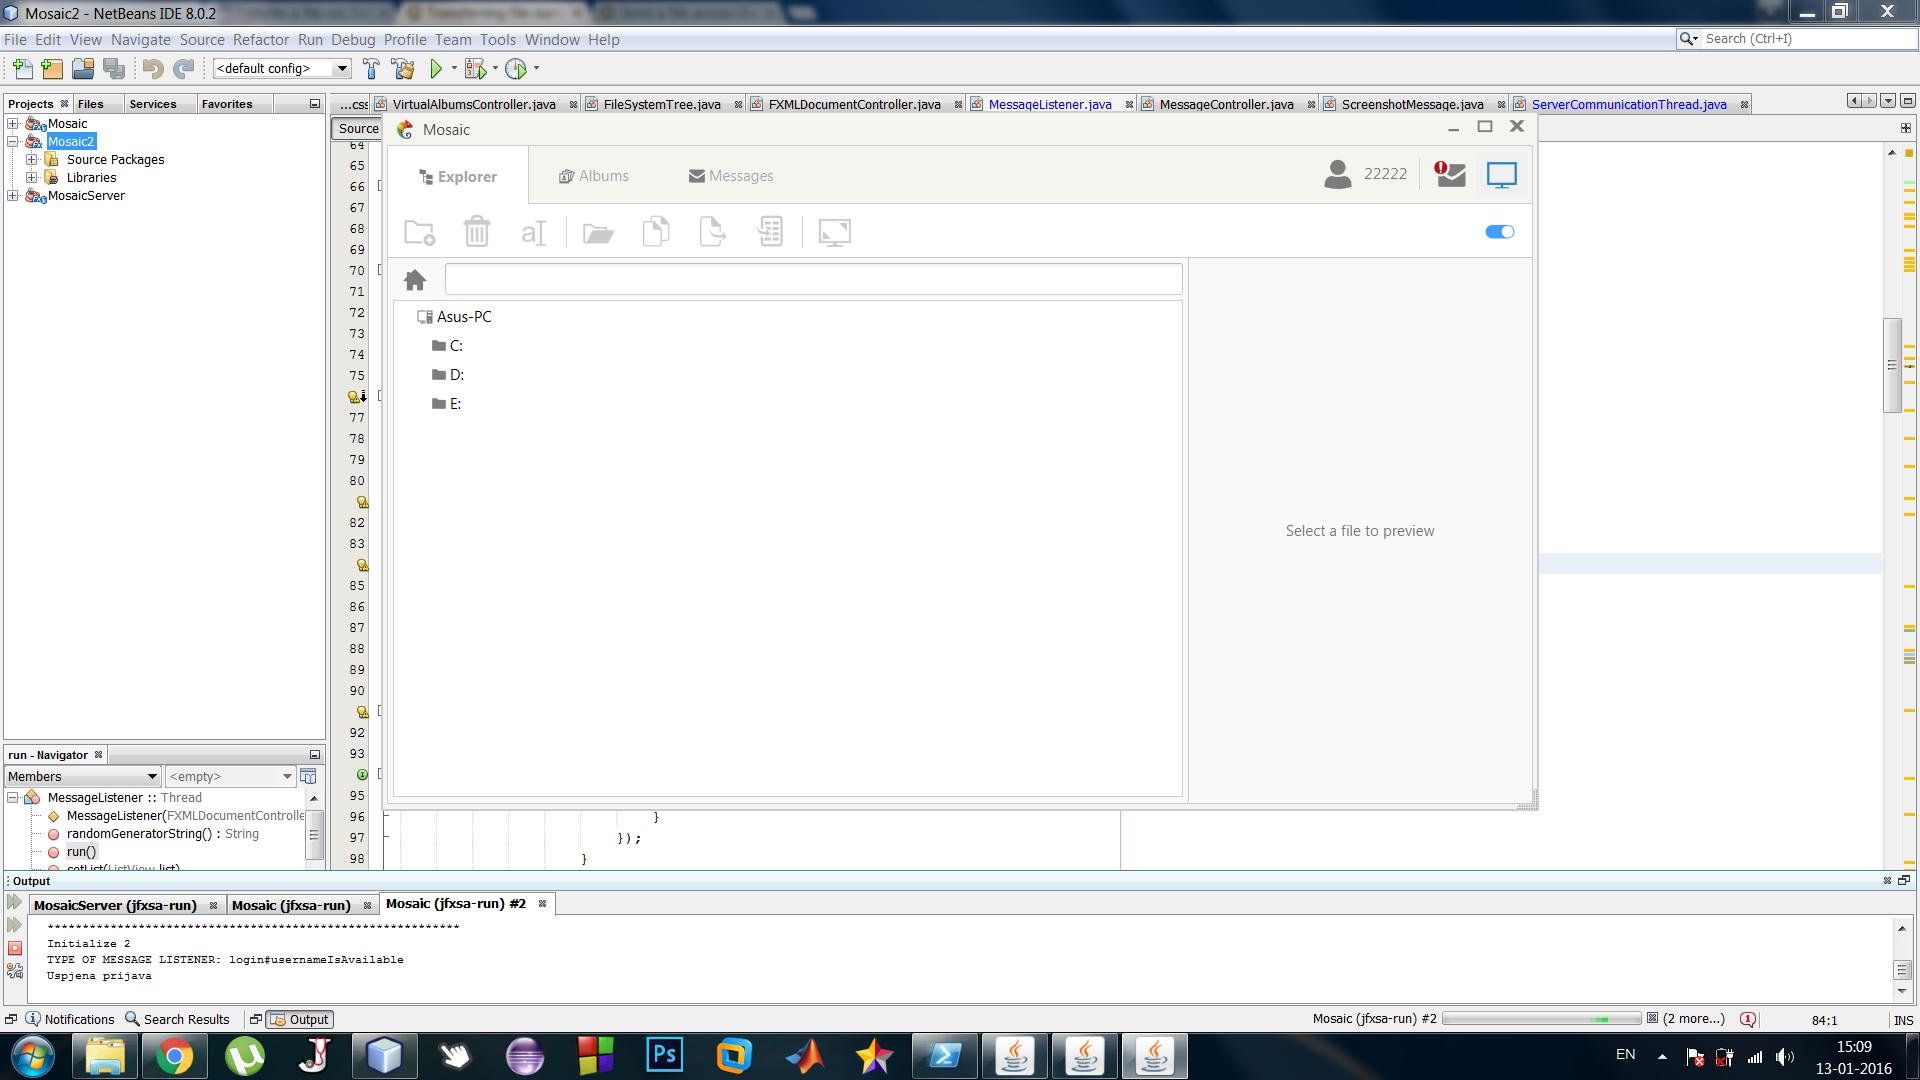 Mosaic2 - NetBeans IDE 8.0.2
File Edit View Navigate Source Refactor Run Debug Profile Team Tools Window Help
Search (Ctrl+I)
<default config>
Projects Files Services Favorites
...css VirtualAlbumsController.java FileSystemTree.java FXMLDocumentController.java MessageListener.java MessageController.java ScreenshotMessage.java ServerCommunicationThread.java
Mosaic
Mosaic2
Source Packages
Libraries
MosaicServer
Source
Mosaic
Explorer Albums Messages 22222
Asus-PC
C:
D:
E:
Select a file to preview
64
65
66
67
68
69
70
71
72
73
74
75
77
78
79
80
82
83
85
86
87
88
89
90
92
93
95
96 }
97 });
98 }
run - Navigator
Members <empty>
MessageListener :: Thread
MessageListener(FXMLDocumentControlle
randomGeneratorString() : String
run()
setList(ListView list)
Output
MosaicServer (jfxsa-run) Mosaic (jfxsa-run) Mosaic (jfxsa-run) #2
***********************************************************
Initialize 2
TYPE OF MESSAGE LISTENER: login#usernameIsAvailable
Uspjena prijava
Notifications Search Results Output
Mosaic (jfxsa-run) #2 (2 more...) 84:1 INS
Ps
EN
15:09
13-01-2016